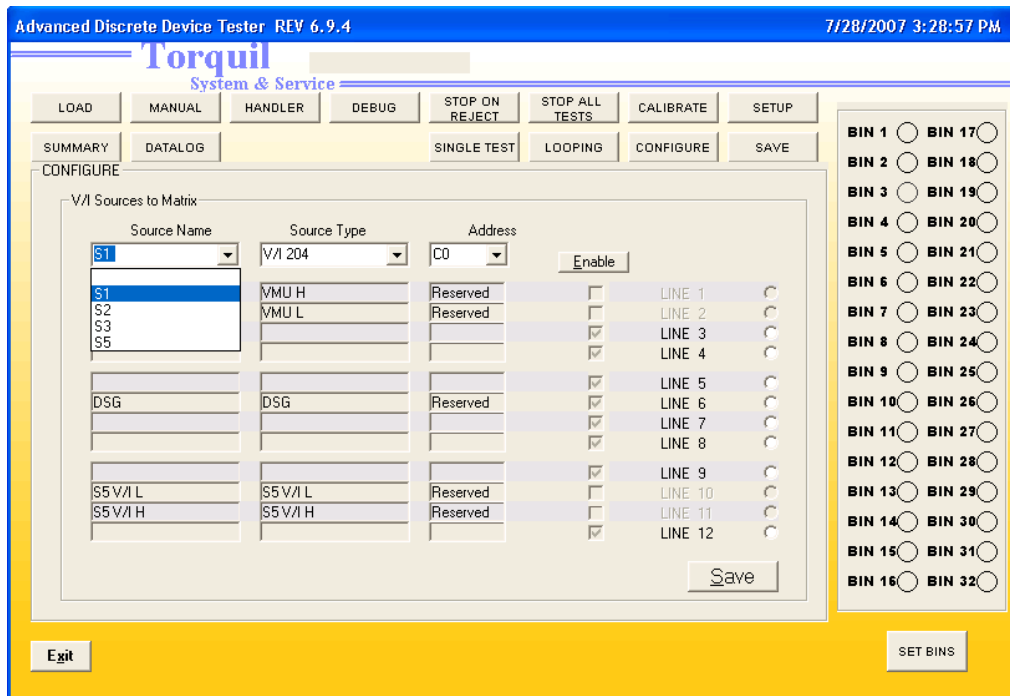 Advanced Discrete Device Tester REV 6.9.4 7/28/2007 3:28:57 PM
Torquil
System & Service
LOAD MANUAL HANDLER DEBUG STOP ON REJECT STOP ALL TESTS CALIBRATE SETUP
SUMMARY DATALOG SINGLE TEST LOOPING CONFIGURE SAVE
CONFIGURE
V/I Sources to Matrix
Source Name Source Type Address
S1 V/I 204 C0 Enable
S1 VMU H Reserved LINE 1
S2 VMU L Reserved LINE 2
S3 LINE 3
S5 LINE 4
LINE 5
DSG DSG Reserved LINE 6
LINE 7
LINE 8
LINE 9
S5 V/I L S5 V/I L Reserved LINE 10
S5 V/I H S5 V/I H Reserved LINE 11
LINE 12
Save
BIN 1 BIN 17
BIN 2 BIN 18
BIN 3 BIN 19
BIN 4 BIN 20
BIN 5 BIN 21
BIN 6 BIN 22
BIN 7 BIN 23
BIN 8 BIN 24
BIN 9 BIN 25
BIN 10 BIN 26
BIN 11 BIN 27
BIN 12 BIN 28
BIN 13 BIN 29
BIN 14 BIN 30
BIN 15 BIN 31
BIN 16 BIN 32
Exit SET BINS